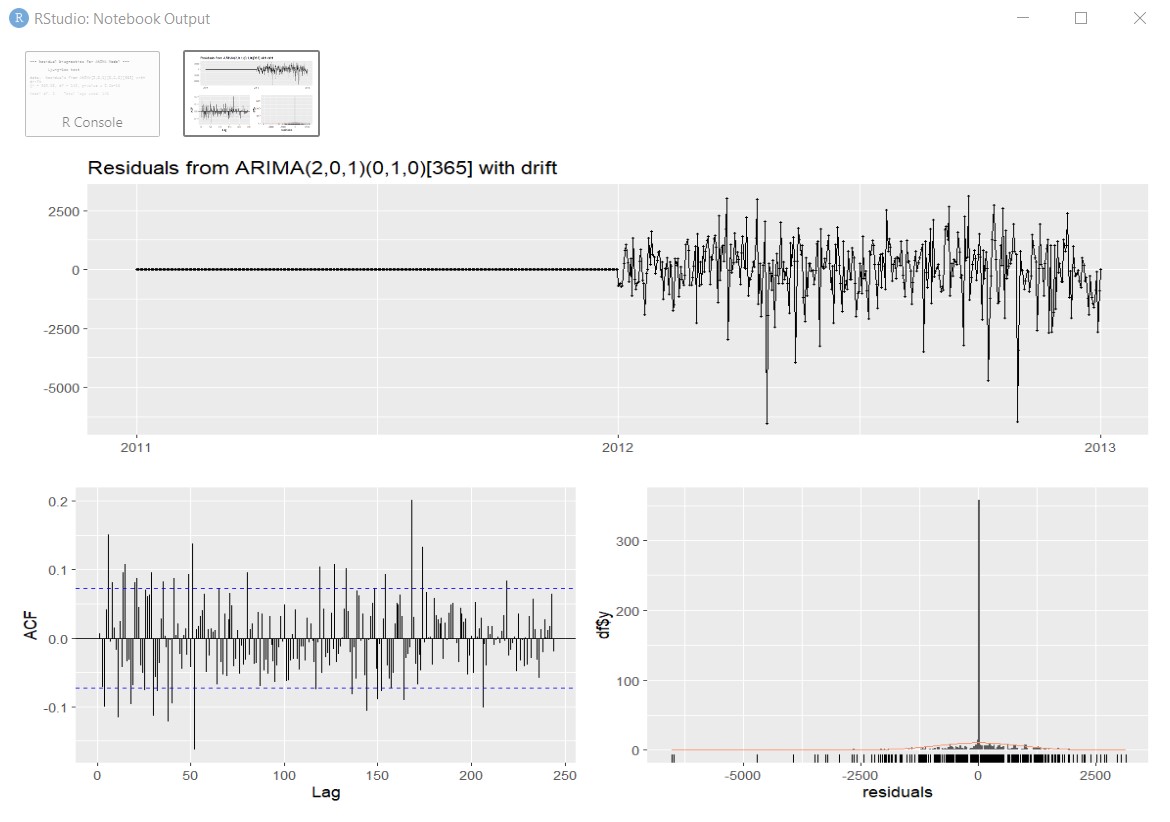 RStudio: Notebook Output
R Console
Residuals from ARIMA(2,0,1)(0,1,0)[365] with drift
2500
0
-2500
-5000
2011 2012 2013
0.2
0.1
0.0
-0.1
ACF
0 50 100 150 200 250
Lag
300
200
100
0
df$y
-5000 -2500 0 2500
residuals